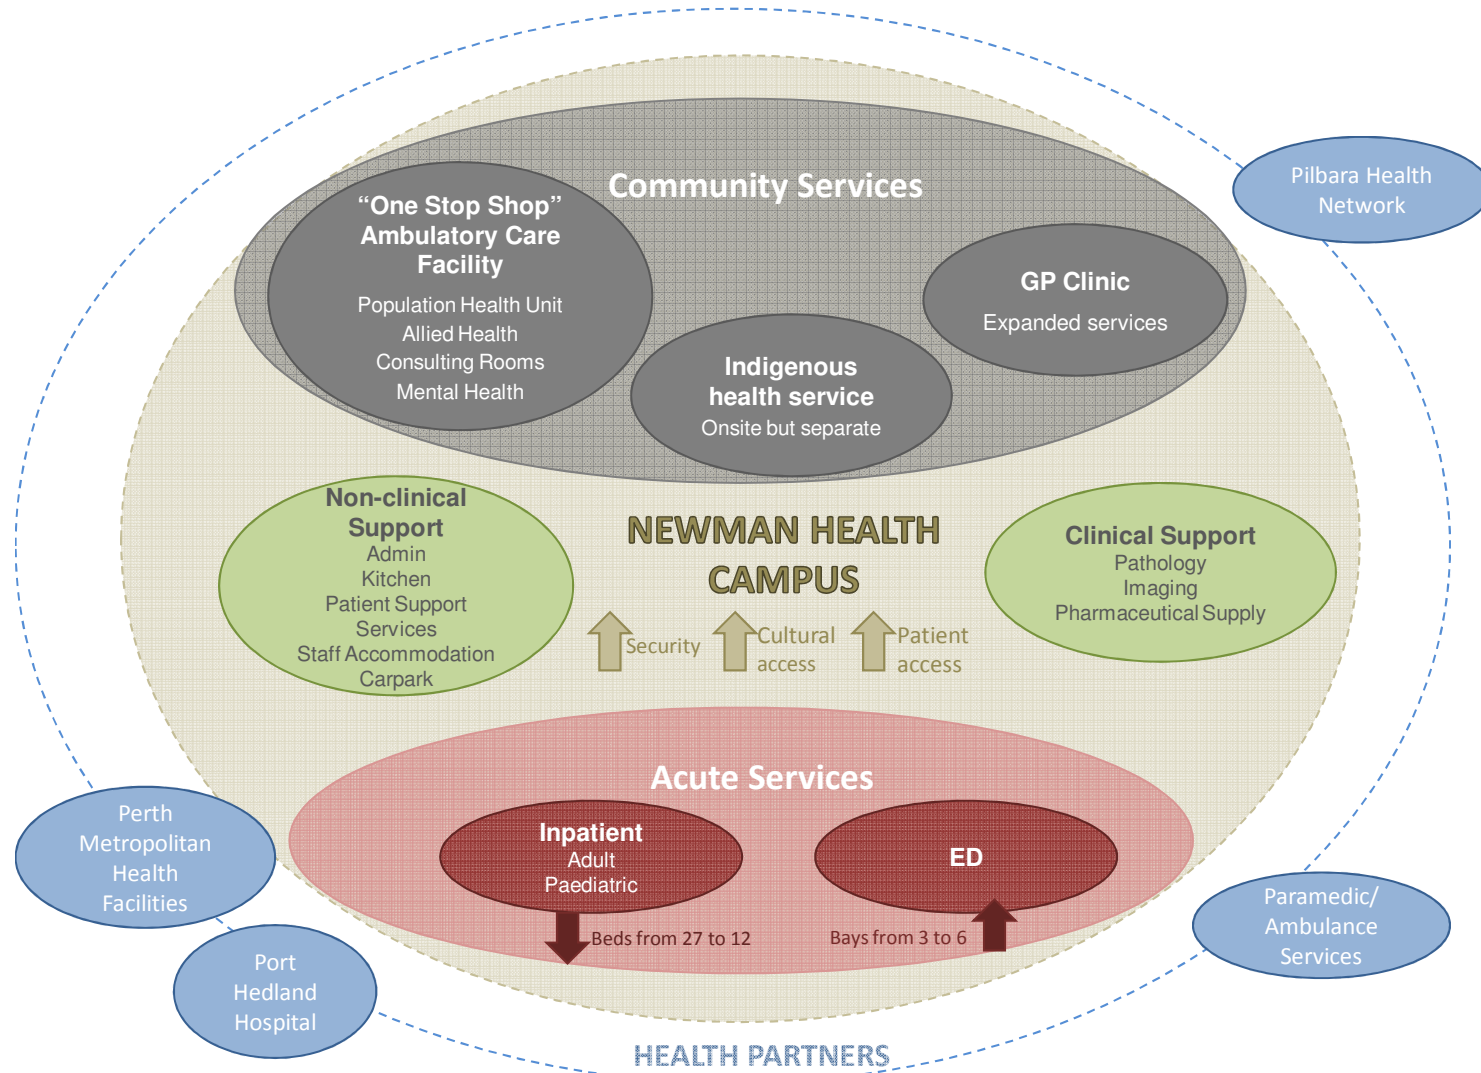 Community Services
“One Stop Shop”
Ambulatory Care
Facility
Population Health Unit
Allied Health
Consulting Rooms
Mental Health
Indigenous
health service
Onsite but separate
GP Clinic
Expanded services
Pilbara Health
Network
Non-clinical
Support
Admin
Kitchen
Patient Support
Services
Staff Accommodation
Carpark
NEWMAN HEALTH
CAMPUS
Security
Cultural
access
Patient
access
Clinical Support
Pathology
Imaging
Pharmaceutical Supply
Acute Services
Inpatient
Adult
Paediatric
Beds from 27 to 12
ED
Bays from 3 to 6
Perth
Metropolitan
Health
Facilities
Port
Hedland
Hospital
Paramedic/
Ambulance
Services
HEALTH PARTNERS